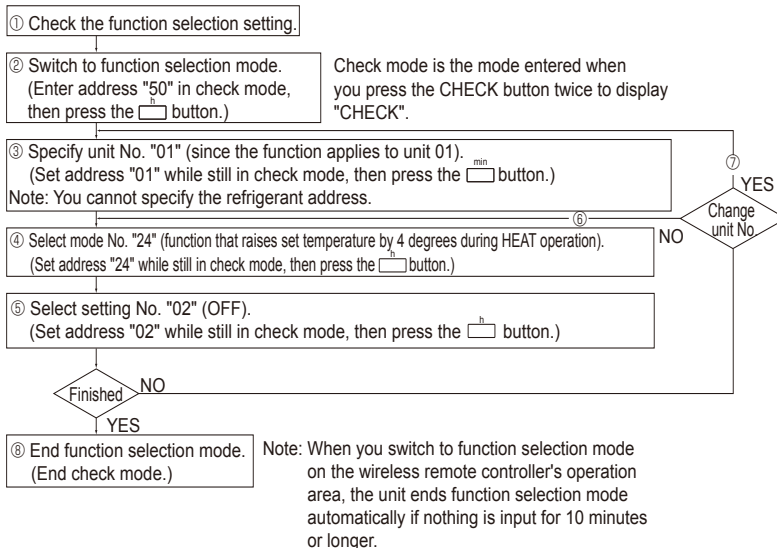 ① Check the function selection setting.
② Switch to function selection mode.
(Enter address "50" in check mode,
h
then press the button.)
Check mode is the mode entered when
you press the CHECK button twice to display
"CHECK".
③ Specify unit No. "01" (since the function applies to unit 01).
min
(Set address "01" while still in check mode, then press the button.)
Note: You cannot specify the refrigerant address.
⑦
YES
Change
unit No.
NO
⑥
④ Select mode No. "24" (function that raises set temperature by 4 degrees during HEAT operation).
h
(Set address "24" while still in check mode, then press the button.)
⑤ Select setting No. "02" (OFF).
h
(Set address "02" while still in check mode, then press the button.)
Finished
NO
YES
⑧ End function selection mode.
(End check mode.)
Note: When you switch to function selection mode
on the wireless remote controller's operation
area, the unit ends function selection mode
automatically if nothing is input for 10 minutes
or longer.